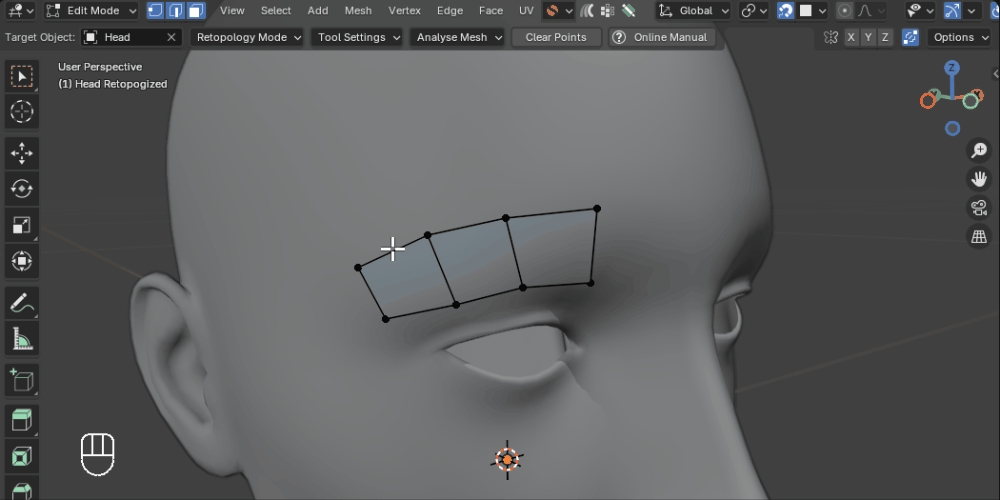 Edit Mode View Select Add Mesh Vertex Edge Face UV Global
Target Object: Head Retopology Mode Tool Settings Analyse Mesh Clear Points Online Manual X Y Z Options
User Perspective
(1) Head Retopogized
Z